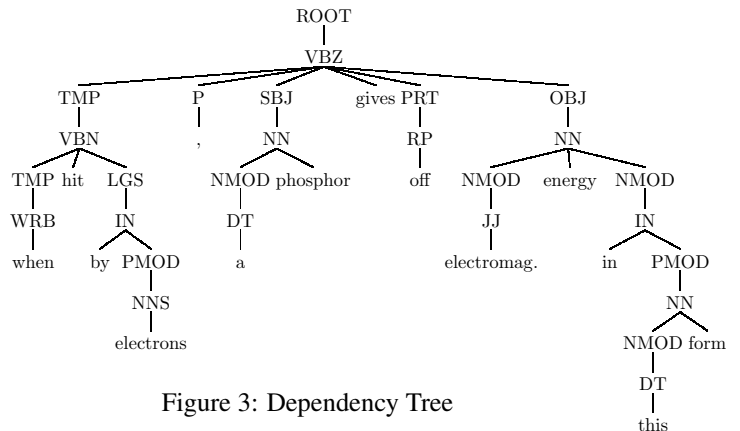 ROOT
VBZ
TMP P SBJ gives PRT OBJ
VBN , NN RP NN
TMP hit LGS NMOD phosphor off NMOD energy NMOD
WRB IN DT JJ IN
when by PMOD a electromag. in PMOD
NNS NN
electrons NMOD form
DT
this
Figure 3: Dependency Tree